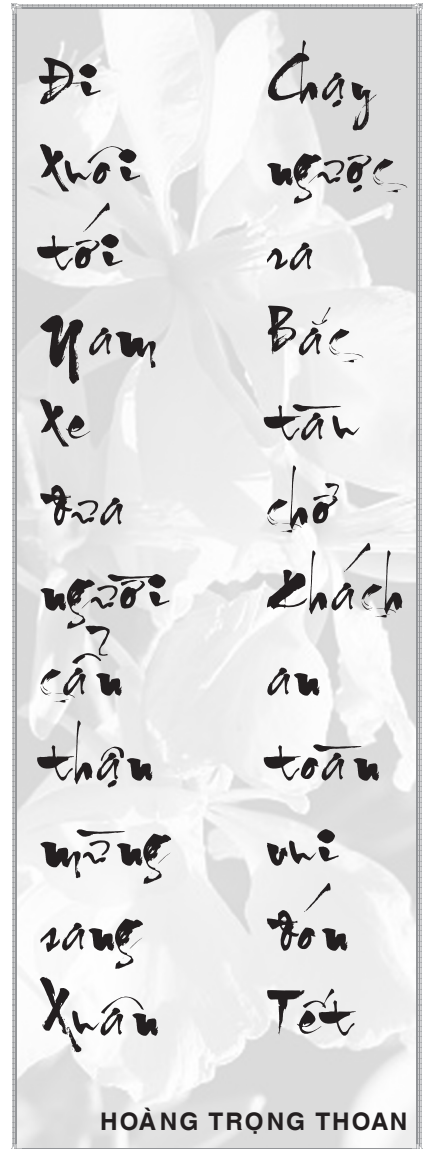 Đi
Xuôi
tới
Nam
Xe
đưa
người
cẩn
thận
mừng
sang
Xuân
Chạy
ngược
ra
Bắc
tàu
chở
Khách
an
toàn
vui
đón
Tết
HOÀNG TRỌNG THOAN